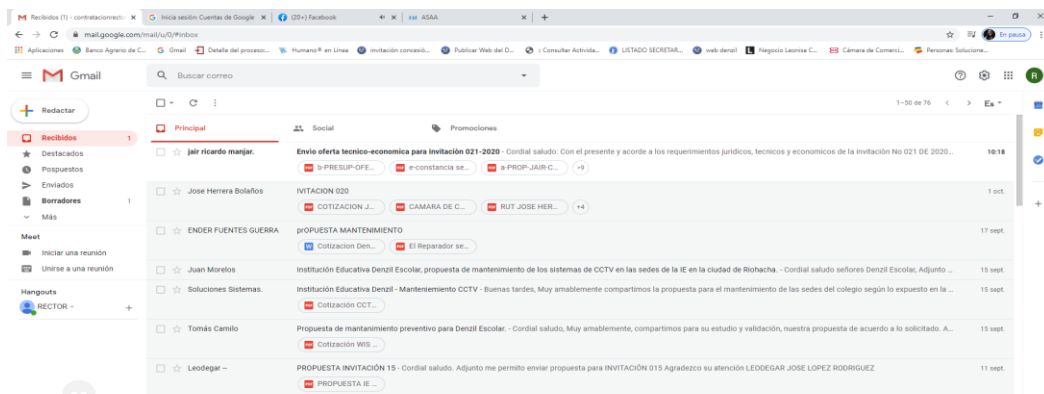 Recibidos (1) - contratacionrecto
Inicia sesión: Cuentas de Google
(20+) Facebook
ASAA
mail.google.com/mail/u/0/#inbox
En pausa
Aplicaciones
Banco Agrario de C...
Gmail
Detalle del proceso:...
Humano® en Línea
invitación concesió...
Publicar Web del D...
:: Consultar Activida...
LISTADO SECRETAR...
web denzil
Negocio Leonisa C...
Cámara de Comerci...
Personas: Solucione...
Gmail
Buscar correo
R
Redactar
1–50 de 76
Es
Principal
Social
Promociones
Recibidos 1
Destacados
Pospuestos
Enviados
Borradores 1
Más
Meet
Iniciar una reunión
Unirse a una reunión
Hangouts
RECTOR
jair ricardo manjar.
Envio oferta tecnico-economica para invitación 021-2020 - Cordial saludo: Con el presente y acorde a los requerimientos juridicos, tecnicos y economicos de la invitación No 021 DE 2020...
10:18
PDF b-PRESUP-OFE...
PDF e-constancia se...
PDF a-PROP-JAIR-C...
+9
Jose Herrera Bolaños
IVITACION 020
1 oct.
PDF COTIZACION J...
PDF CAMARA DE C...
PDF RUT JOSE HER...
+4
ENDER FUENTES GUERRA
prOPUESTA MANTENIMIENTO
17 sept.
W Cotizacion Den...
PDF El Reparador se...
Juan Morelos
Institución Educativa Denzil Escolar, propuesta de mantenimiento de los sistemas de CCTV en las sedes de la IE en la ciudad de Riohacha. - Cordial saludo señores Denzil Escolar, Adjunto ...
15 sept.
Soluciones Sistemas.
Institución Educativa Denzil - Manteniemiento CCTV - Buenas tardes, Muy amablemente compartimos la propuesta para el mantenimiento de las sedes del colegio según lo expuesto en la ...
15 sept.
PDF Cotización CCT...
Tomás Camilo
Propuesta de mantanimiento preventivo para Denzil Escolar. - Cordial saludo, Muy amablemente, compartimos para su estudio y validación, nuestra propuesta de acuerdo a lo solicitado. A...
15 sept.
PDF Cotización WIS ...
Leodegar --
PROPUESTA INVITACIÓN 15 - Cordial saludo. Adjunto me permito enviar propuesta para INVITACIÓN 015 Agradezco su atención LEODEGAR JOSE LOPEZ RODRIGUEZ
11 sept.
PDF PROPUESTA IE ...